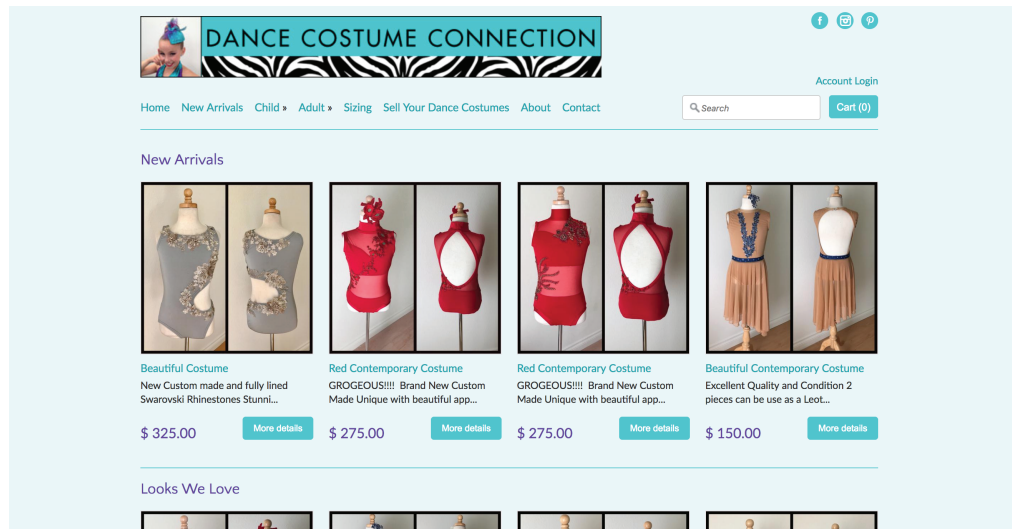 DANCE COSTUME CONNECTION
Account Login
Home New Arrivals Child » Adult » Sizing Sell Your Dance Costumes About Contact
Search
Cart (0)
New Arrivals
Beautiful Costume
New Custom made and fully lined
Swarovski Rhinestones Stunni...
$ 325.00
More details
Red Contemporary Costume
GROGEOUS!!!! Brand New Custom
Made Unique with beautiful app...
$ 275.00
More details
Red Contemporary Costume
GROGEOUS!!!! Brand New Custom
Made Unique with beautiful app...
$ 275.00
More details
Beautiful Contemporary Costume
Excellent Quality and Condition 2
pieces can be use as a Leot...
$ 150.00
More details
Looks We Love